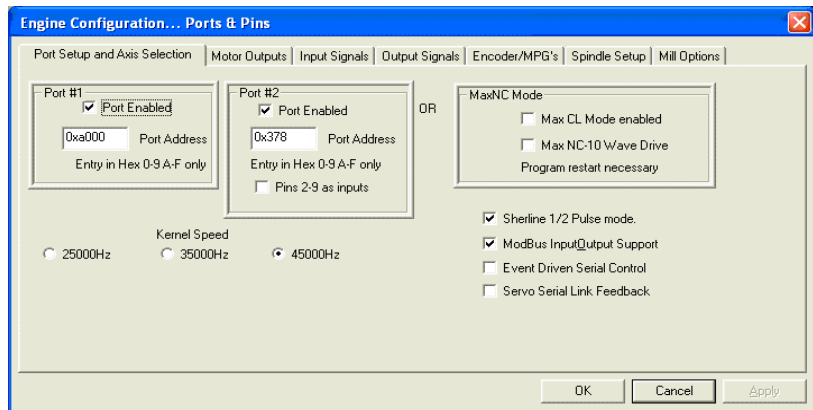 Engine Configuration... Ports & Pins
Port Setup and Axis Selection
Motor Outputs
Input Signals
Output Signals
Encoder/MPG's
Spindle Setup
Mill Options
Port #1
Port Enabled
0xa000 Port Address
Entry in Hex 0-9 A-F only
Port #2
Port Enabled
0x378 Port Address
Entry in Hex 0-9 A-F only
Pins 2-9 as inputs
OR
MaxNC Mode
Max CL Mode enabled
Max NC-10 Wave Drive
Program restart necessary
Kernel Speed
25000Hz 35000Hz 45000Hz
Sherline 1/2 Pulse mode.
ModBus InputOutput Support
Event Driven Serial Control
Servo Serial Link Feedback
OK Cancel Apply